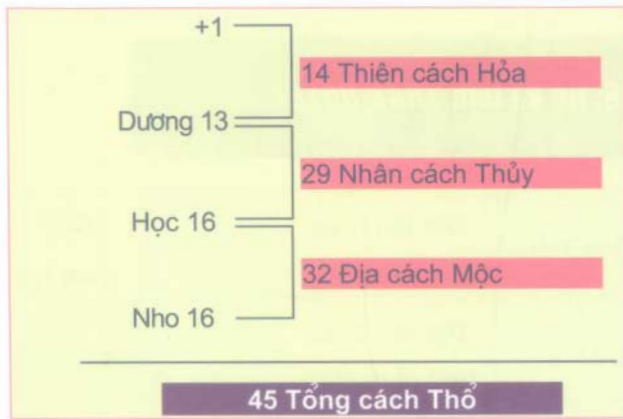 +1
14 Thiên cách Hỏa
Dương 13
29 Nhân cách Thủy
Học 16
32 Địa cách Mộc
Nho 16
45 Tổng cách Thổ